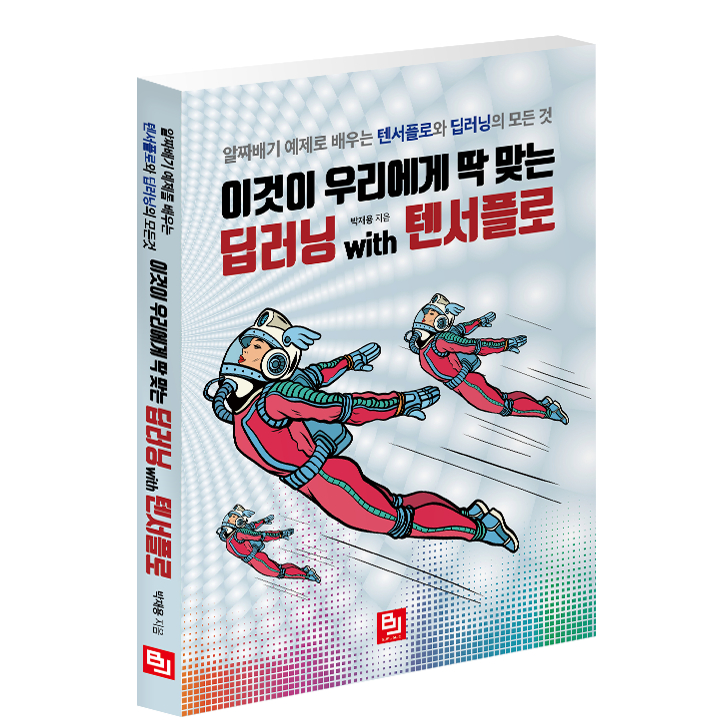 알짜배기 예제로 배우는 텐서플로와 딥러닝의 모든 것
이것이 우리에게 딱 맞는
박재용 지음
딥러닝 with 텐서플로
BJ
알짜배기 예제를 배우는
텐서플로와 딥러닝의 모든것
이것이 우리에게 딱 맞는
딥러닝 with 텐서플로
박재용 지음
BJ